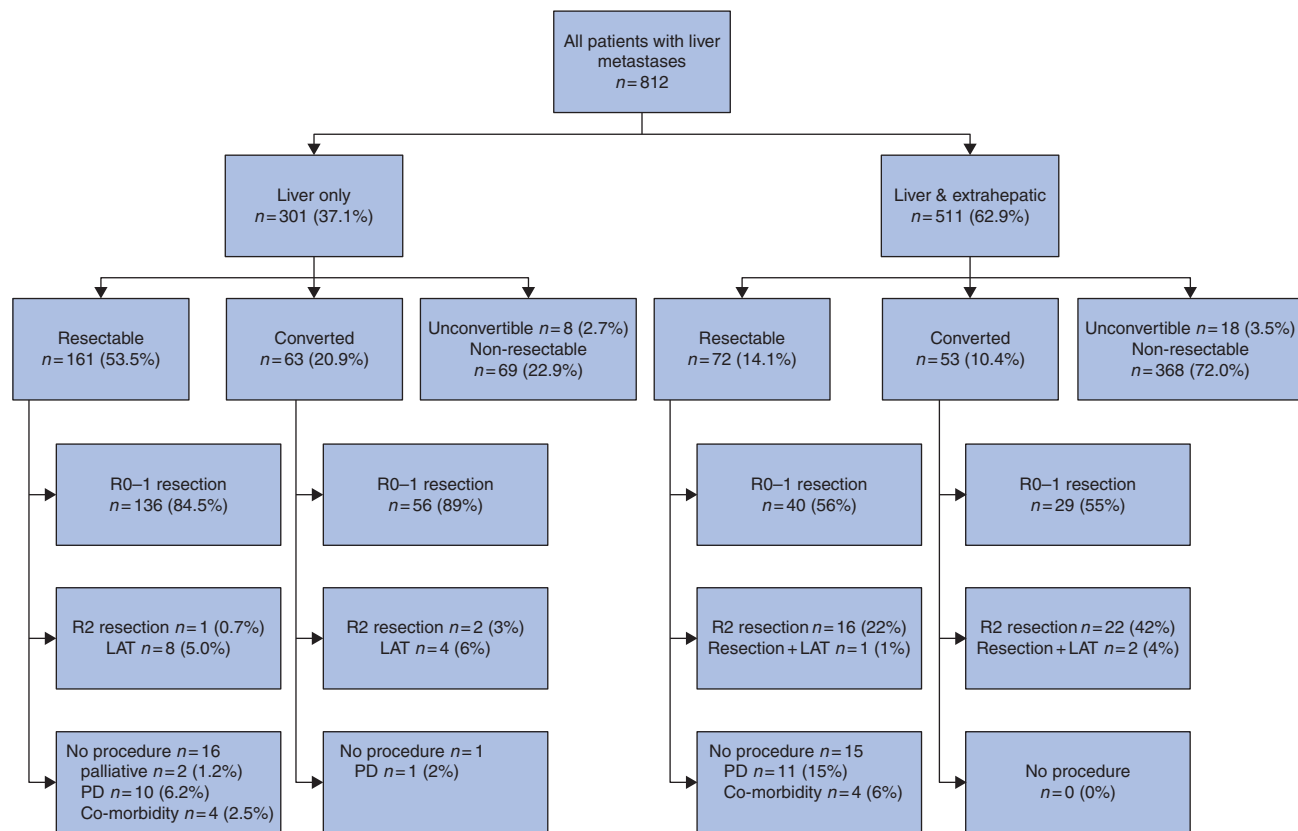 All patients with liver
metastases
n=812
Liver only
n=301 (37.1%)
Liver & extrahepatic
n=511 (62.9%)
Resectable
n=161 (53.5%)
Converted
n=63 (20.9%)
Unconvertible n=8 (2.7%)
Non-resectable
n=69 (22.9%)
Resectable
n=72 (14.1%)
Converted
n=53 (10.4%)
Unconvertible n=18 (3.5%)
Non-resectable
n=368 (72.0%)
R0–1 resection
n=136 (84.5%)
R0–1 resection
n=56 (89%)
R0–1 resection
n=40 (56%)
R0–1 resection
n=29 (55%)
R2 resection n=1 (0.7%)
LAT n=8 (5.0%)
R2 resection n=2 (3%)
LAT n=4 (6%)
R2 resection n=16 (22%)
Resection+LAT n=1 (1%)
R2 resection n=22 (42%)
Resection+LAT n=2 (4%)
No procedure n=16
palliative n=2 (1.2%)
PD n=10 (6.2%)
Co-morbidity n=4 (2.5%)
No procedure n=1
PD n=1 (2%)
No procedure n=15
PD n=11 (15%)
Co-morbidity n=4 (6%)
No procedure
n=0 (0%)